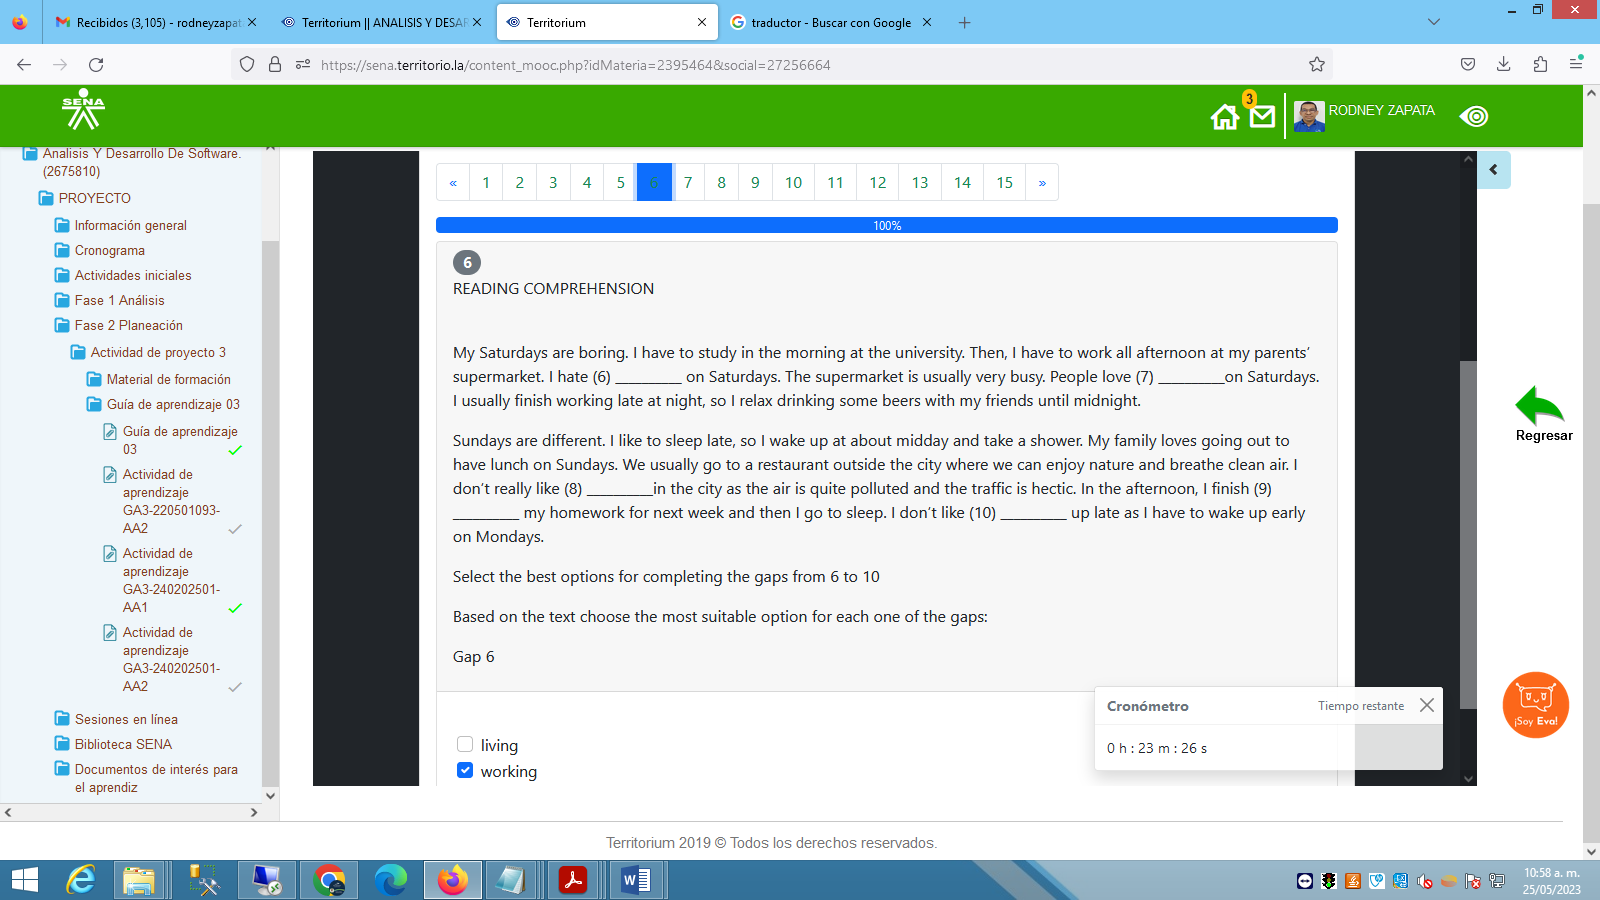 Recibidos (3,105) - rodneyzapat
Territorium || ANALISIS Y DESAR
Territorium
traductor - Buscar con Google
https://sena.territorio.la/content_mooc.php?idMateria=2395464&social=27256664
SENA
3
RODNEY ZAPATA
Analisis Y Desarrollo De Software.
(2675810)
PROYECTO
Información general
Cronograma
Actividades iniciales
Fase 1 Análisis
Fase 2 Planeación
Actividad de proyecto 3
Material de formación
Guía de aprendizaje 03
Guía de aprendizaje
03
Actividad de
aprendizaje
GA3-220501093-
AA2
Actividad de
aprendizaje
GA3-240202501-
AA1
Actividad de
aprendizaje
GA3-240202501-
AA2
Sesiones en línea
Biblioteca SENA
Documentos de interés para
el aprendiz
« 1 2 3 4 5 6 7 8 9 10 11 12 13 14 15 »
100%
6
READING COMPREHENSION
My Saturdays are boring. I have to study in the morning at the university. Then, I have to work all afternoon at my parents’
supermarket. I hate (6) _________ on Saturdays. The supermarket is usually very busy. People love (7) _________on Saturdays.
I usually finish working late at night, so I relax drinking some beers with my friends until midnight.
Sundays are different. I like to sleep late, so I wake up at about midday and take a shower. My family loves going out to
have lunch on Sundays. We usually go to a restaurant outside the city where we can enjoy nature and breathe clean air. I
don’t really like (8) _________in the city as the air is quite polluted and the traffic is hectic. In the afternoon, I finish (9)
_________ my homework for next week and then I go to sleep. I don’t like (10) _________ up late as I have to wake up early
on Mondays.
Select the best options for completing the gaps from 6 to 10
Based on the text choose the most suitable option for each one of the gaps:
Gap 6
living
working
Cronómetro
Tiempo restante
0 h : 23 m : 26 s
Regresar
¡Soy Eva!
Territorium 2019 © Todos los derechos reservados.
10:58 a. m.
25/05/2023